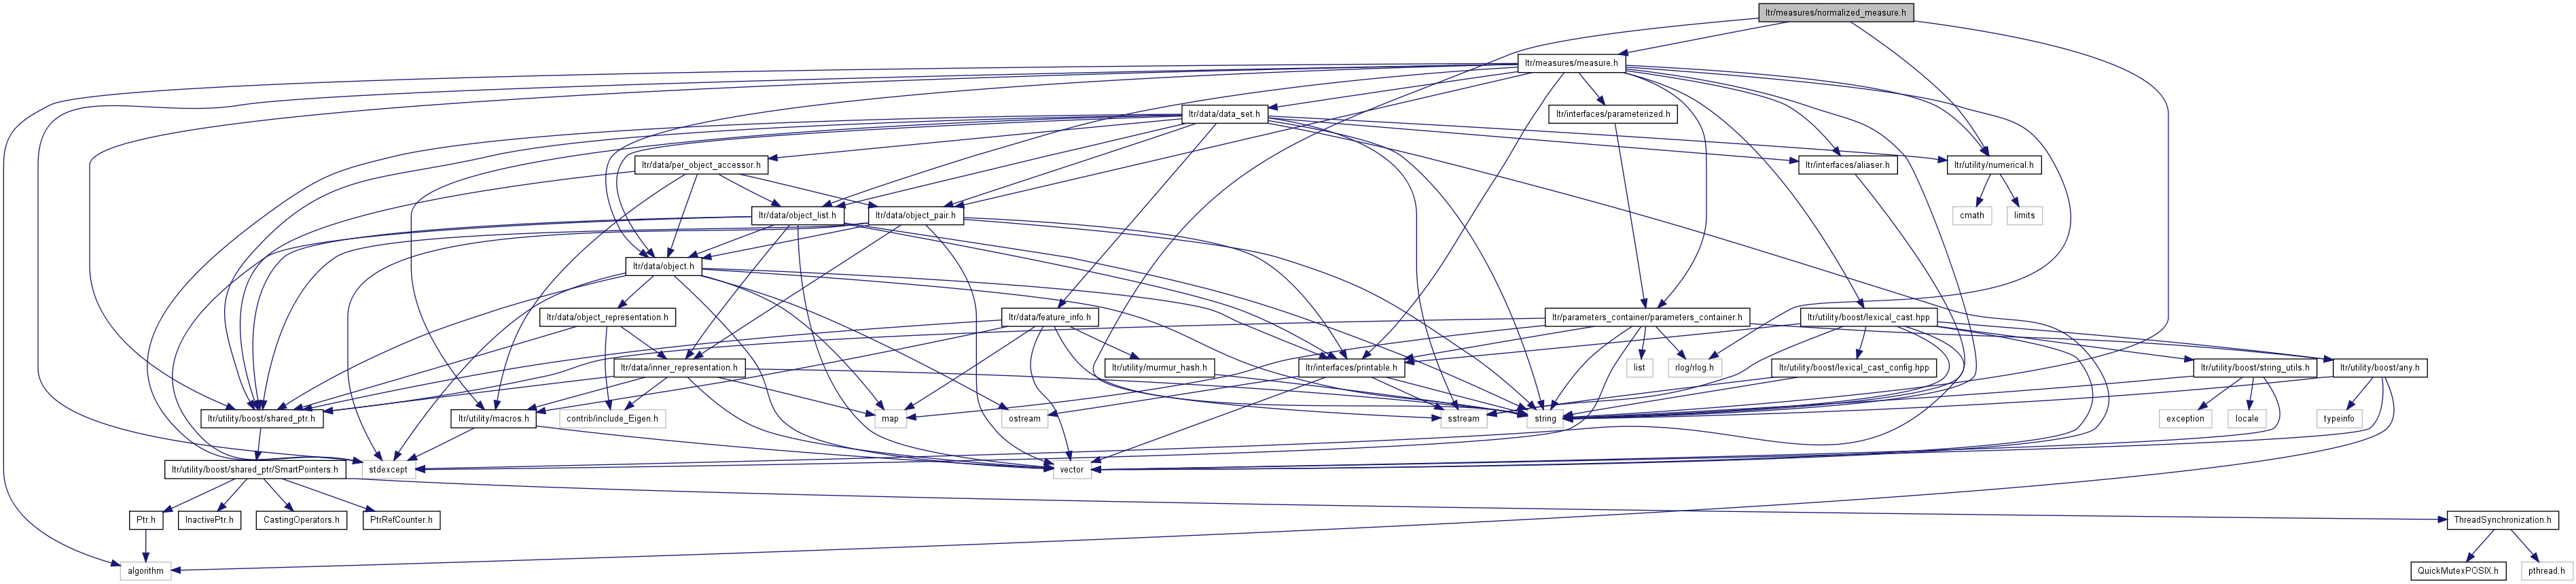 ltr/measures/normalized_measure.h
ltr/measures/measure.h
ltr/data/data_set.h
ltr/interfaces/parameterized.h
ltr/data/per_object_accessor.h
ltr/interfaces/aliaser.h
ltr/utility/numerical.h
ltr/data/object_list.h
ltr/data/object_pair.h
cmath
limits
ltr/data/object.h
ltr/data/object_representation.h
ltr/data/feature_info.h
ltr/parameters_container/parameters_container.h
ltr/utility/boost/lexical_cast.hpp
ltr/data/inner_representation.h
ltr/utility/murmur_hash.h
ltr/interfaces/printable.h
list
rlog/rlog.h
ltr/utility/boost/lexical_cast_config.hpp
ltr/utility/boost/string_utils.h
ltr/utility/boost/any.h
ltr/utility/boost/shared_ptr.h
ltr/utility/macros.h
contrib/include_Eigen.h
map
ostream
sstream
string
exception
locale
typeinfo
ltr/utility/boost/shared_ptr/SmartPointers.h
stdexcept
vector
Ptr.h
InactivePtr.h
CastingOperators.h
PtrRefCounter.h
ThreadSynchronization.h
algorithm
QuickMutexPOSIX.h
pthread.h